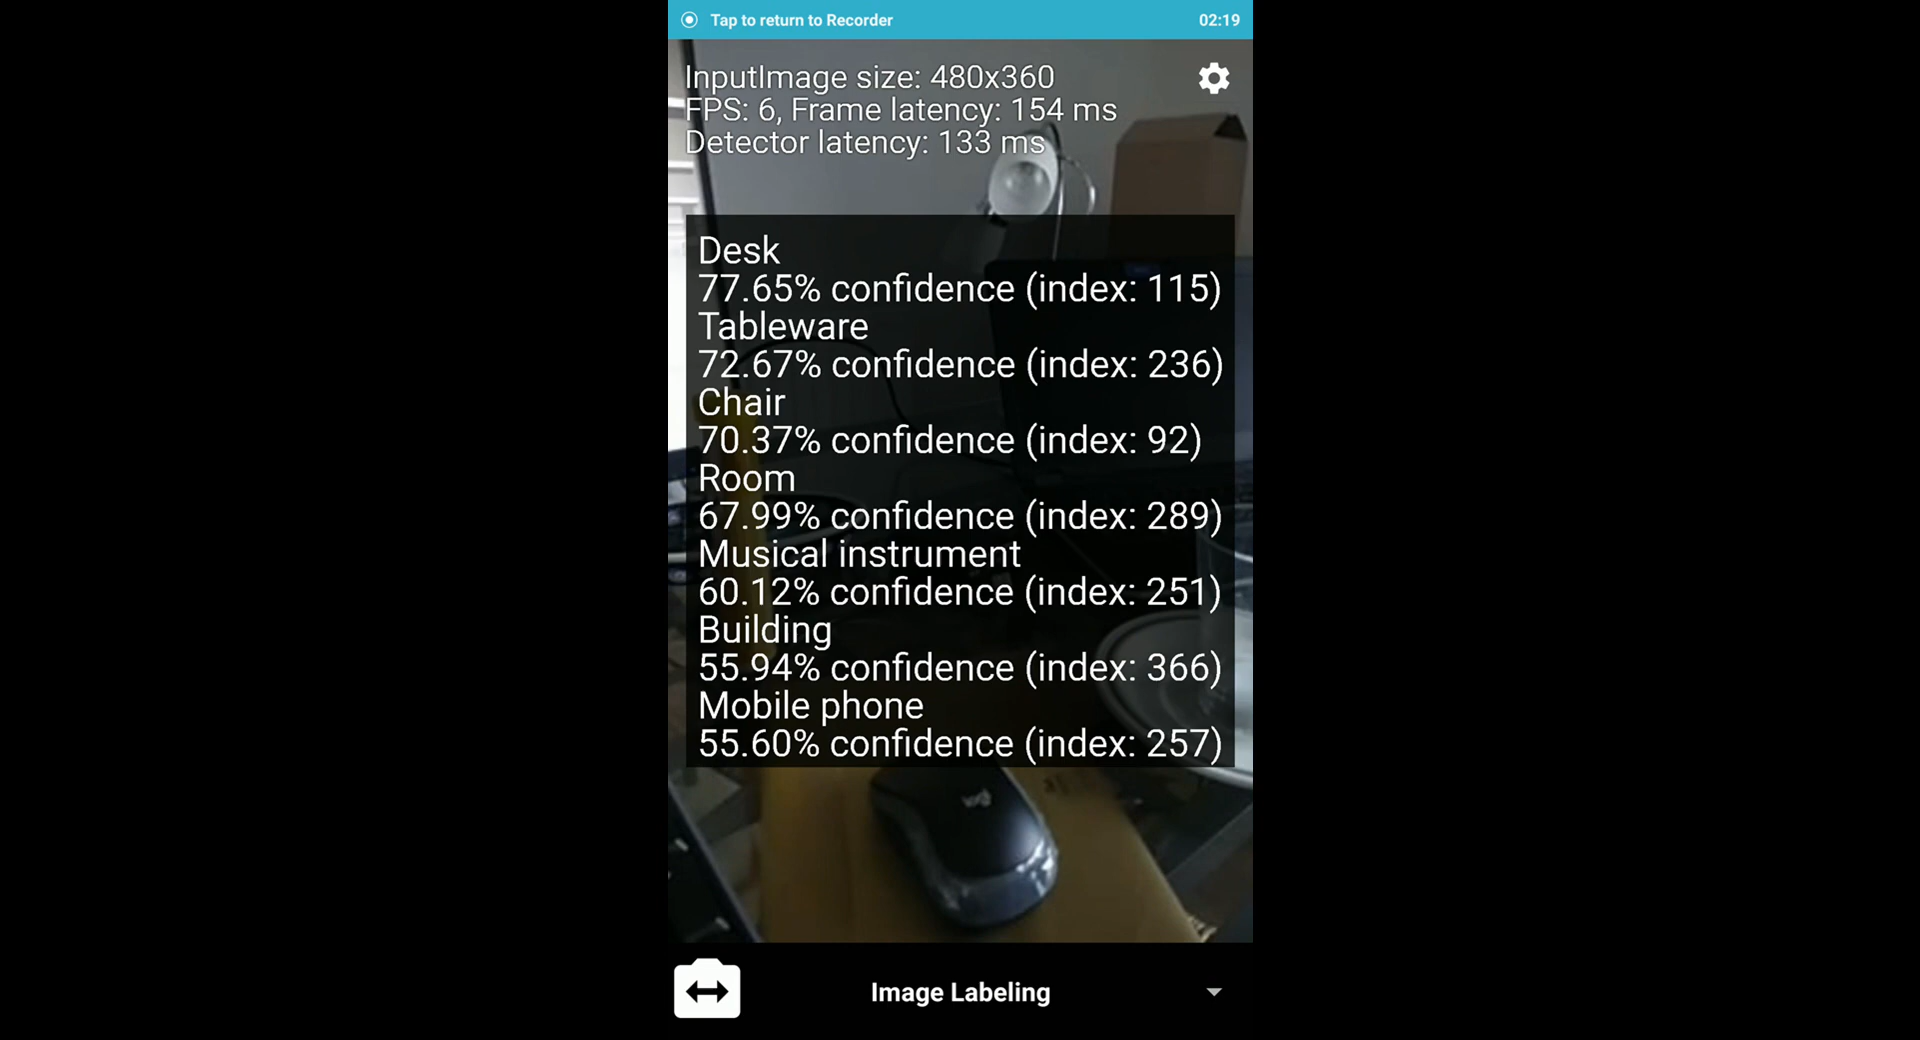 Tap to return to Recorder 02:19
InputImage size: 480x360
FPS: 6, Frame latency: 154 ms
Detector latency: 133 ms
Desk
77.65% confidence (index: 115)
Tableware
72.67% confidence (index: 236)
Chair
70.37% confidence (index: 92)
Room
67.99% confidence (index: 289)
Musical instrument
60.12% confidence (index: 251)
Building
55.94% confidence (index: 366)
Mobile phone
55.60% confidence (index: 257)
logi
Image Labeling